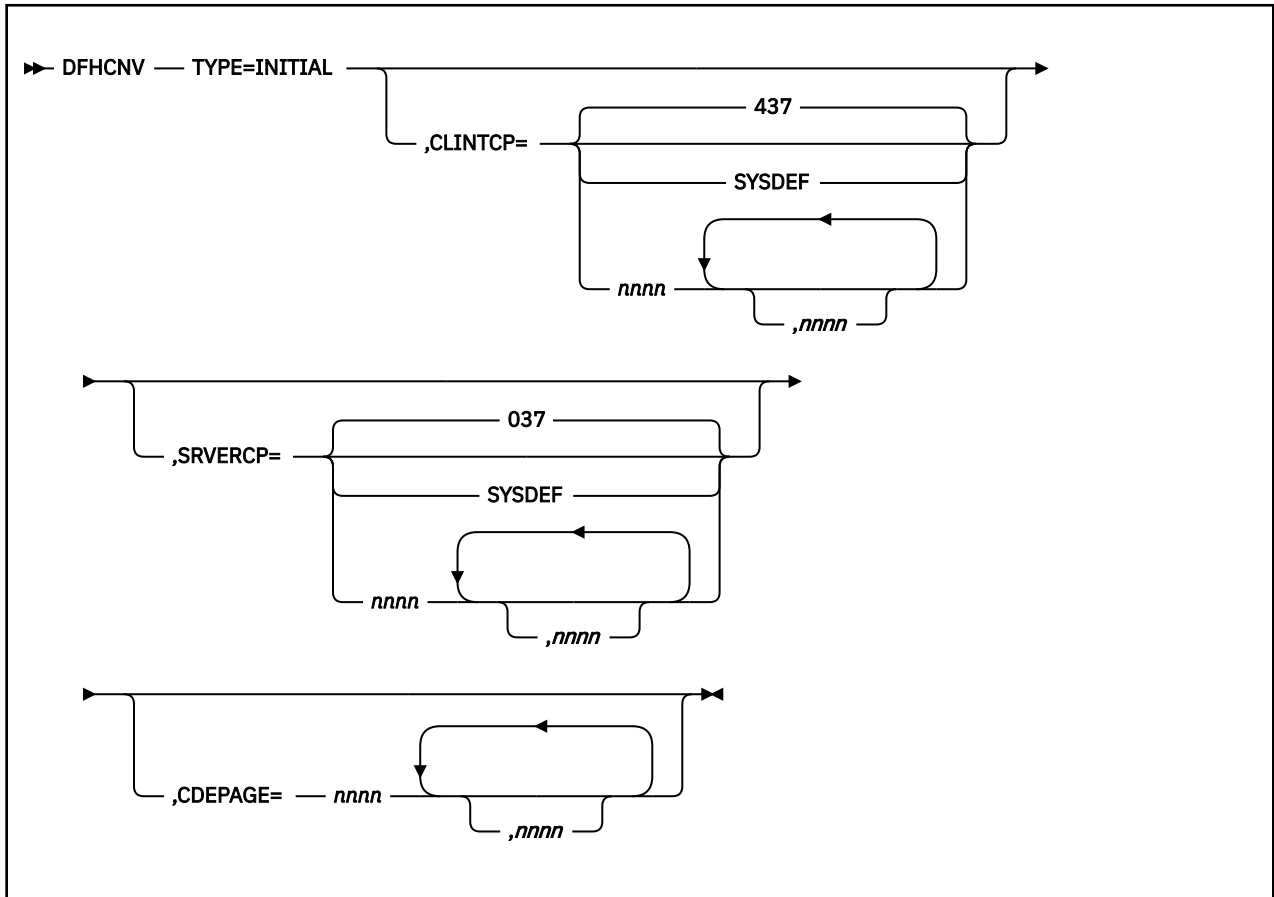 DFHCNV TYPE=INITIAL
437
,CLINTCP=
SYSDEF
nnnn
,nnnn
037
,SRVERCP=
SYSDEF
nnnn
,nnnn
,CDEPAGE= nnnn
,nnnn